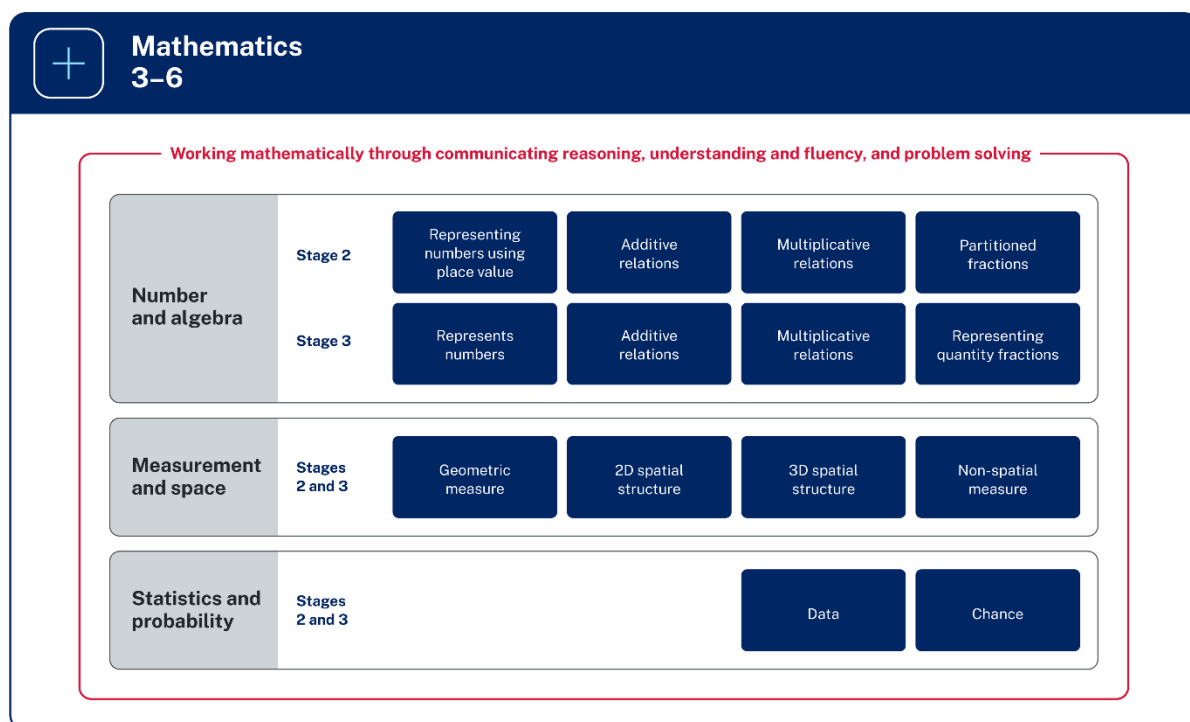 Mathematics
3–6
Working mathematically through communicating reasoning, understanding and fluency, and problem solving
Number
and algebra
Stage 2
Representing
numbers using
place value
Additive
relations
Multiplicative
relations
Partitioned
fractions
Stage 3
Represents
numbers
Additive
relations
Multiplicative
relations
Representing
quantity fractions
Measurement
and space
Stages
2 and 3
Geometric
measure
2D spatial
structure
3D spatial
structure
Non-spatial
measure
Statistics and
probability
Stages
2 and 3
Data
Chance